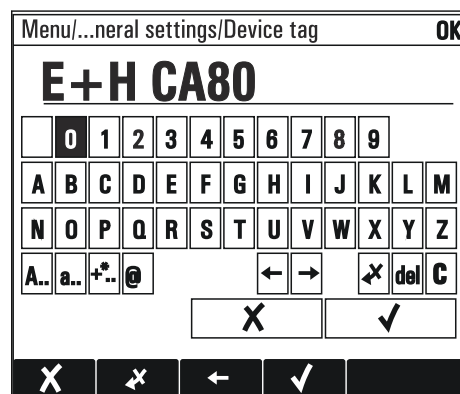 Menu/...neral settings/Device tag OK
E+H CA80
0 1 2 3 4 5 6 7 8 9
A B C D E F G H I J K L M
N O P Q R S T U V W X Y Z
A.. a.. +*.. @ ← → del C
✗ ✓
✗ ← ✓